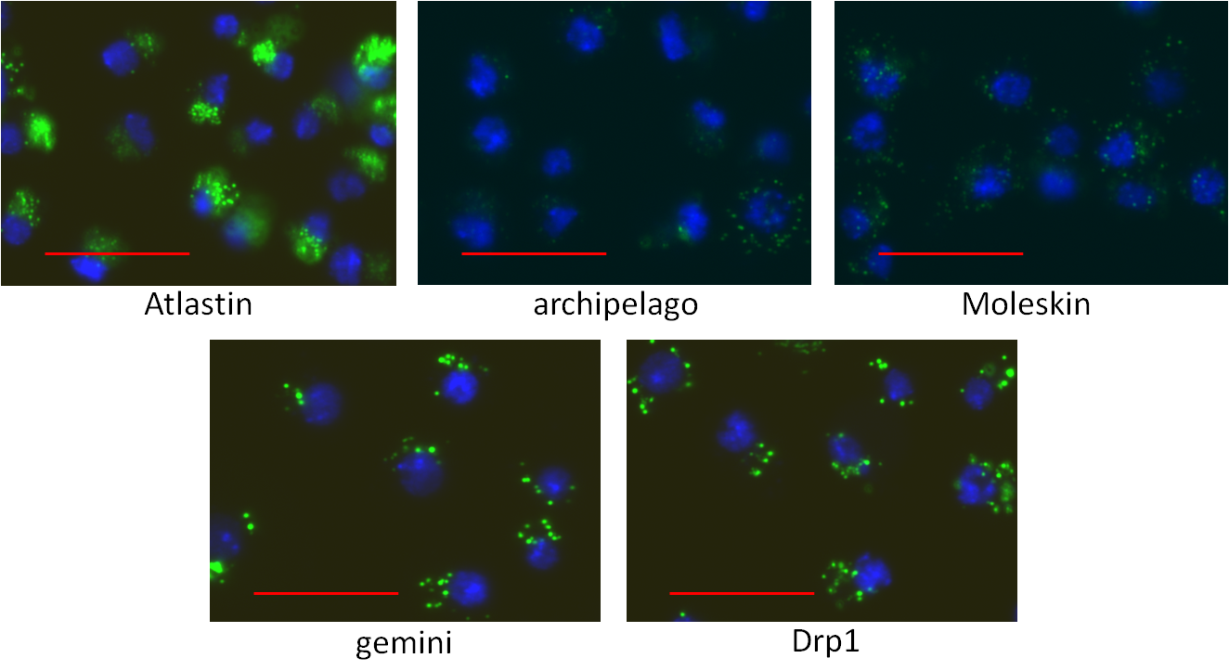 Atlastin
archipelago
Moleskin
gemini
Drp1